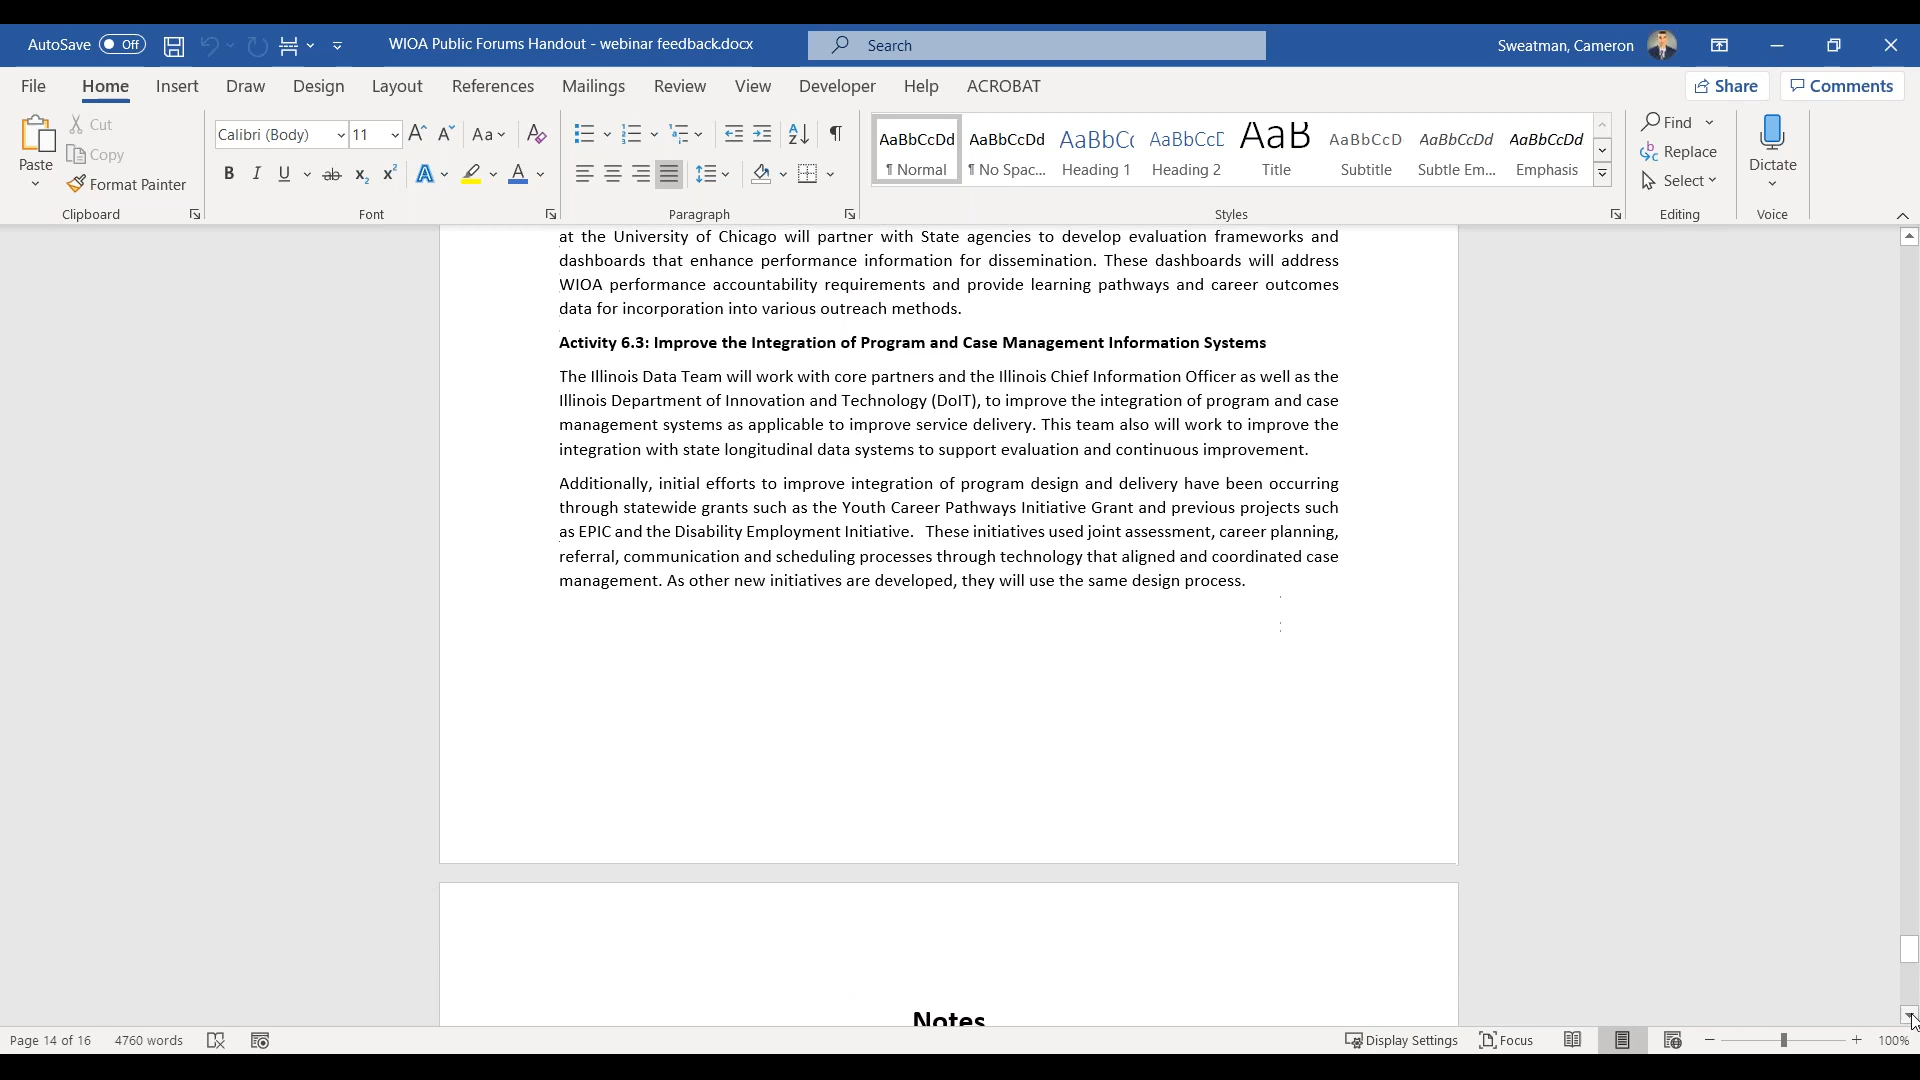 AutoSave Off WIOA Public Forums Handout - webinar feedback.docx Search Sweatman, Cameron
File Home Insert Draw Design Layout References Mailings Review View Developer Help ACROBAT Share Comments
Paste Cut Copy Format Painter
Clipboard
Calibri (Body) 11 Aa
B I U ab x₂ x² A A
Font
Paragraph
AaBbCcDd AaBbCcDd AaBbCc AaBbCcD AaB AaBbCcD AaBbCcDd AaBbCcDd
¶ Normal ¶ No Spac... Heading 1 Heading 2 Title Subtitle Subtle Em... Emphasis
Styles
Find
Replace
Select
Editing
Dictate
Voice
at the University of Chicago will partner with State agencies to develop evaluation frameworks and
dashboards that enhance performance information for dissemination. These dashboards will address
WIOA performance accountability requirements and provide learning pathways and career outcomes
data for incorporation into various outreach methods.
Activity 6.3: Improve the Integration of Program and Case Management Information Systems
The Illinois Data Team will work with core partners and the Illinois Chief Information Officer as well as the
Illinois Department of Innovation and Technology (DoIT), to improve the integration of program and case
management systems as applicable to improve service delivery. This team also will work to improve the
integration with state longitudinal data systems to support evaluation and continuous improvement.
Additionally, initial efforts to improve integration of program design and delivery have been occurring
through statewide grants such as the Youth Career Pathways Initiative Grant and previous projects such
as EPIC and the Disability Employment Initiative. These initiatives used joint assessment, career planning,
referral, communication and scheduling processes through technology that aligned and coordinated case
management. As other new initiatives are developed, they will use the same design process.
Notes
Page 14 of 16 4760 words Display Settings Focus 100%